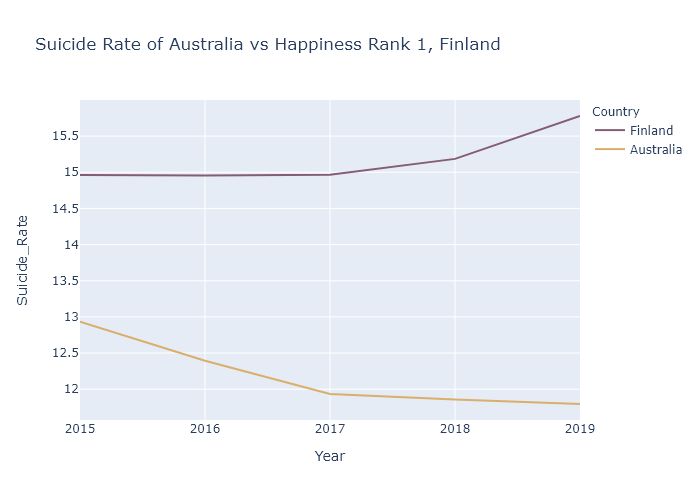 Suicide Rate of Australia vs Happiness Rank 1, Finland
Country
Finland
Australia
Suicide_Rate
15.5
15
14.5
14
13.5
13
12.5
12
2015 2016 2017 2018 2019
Year